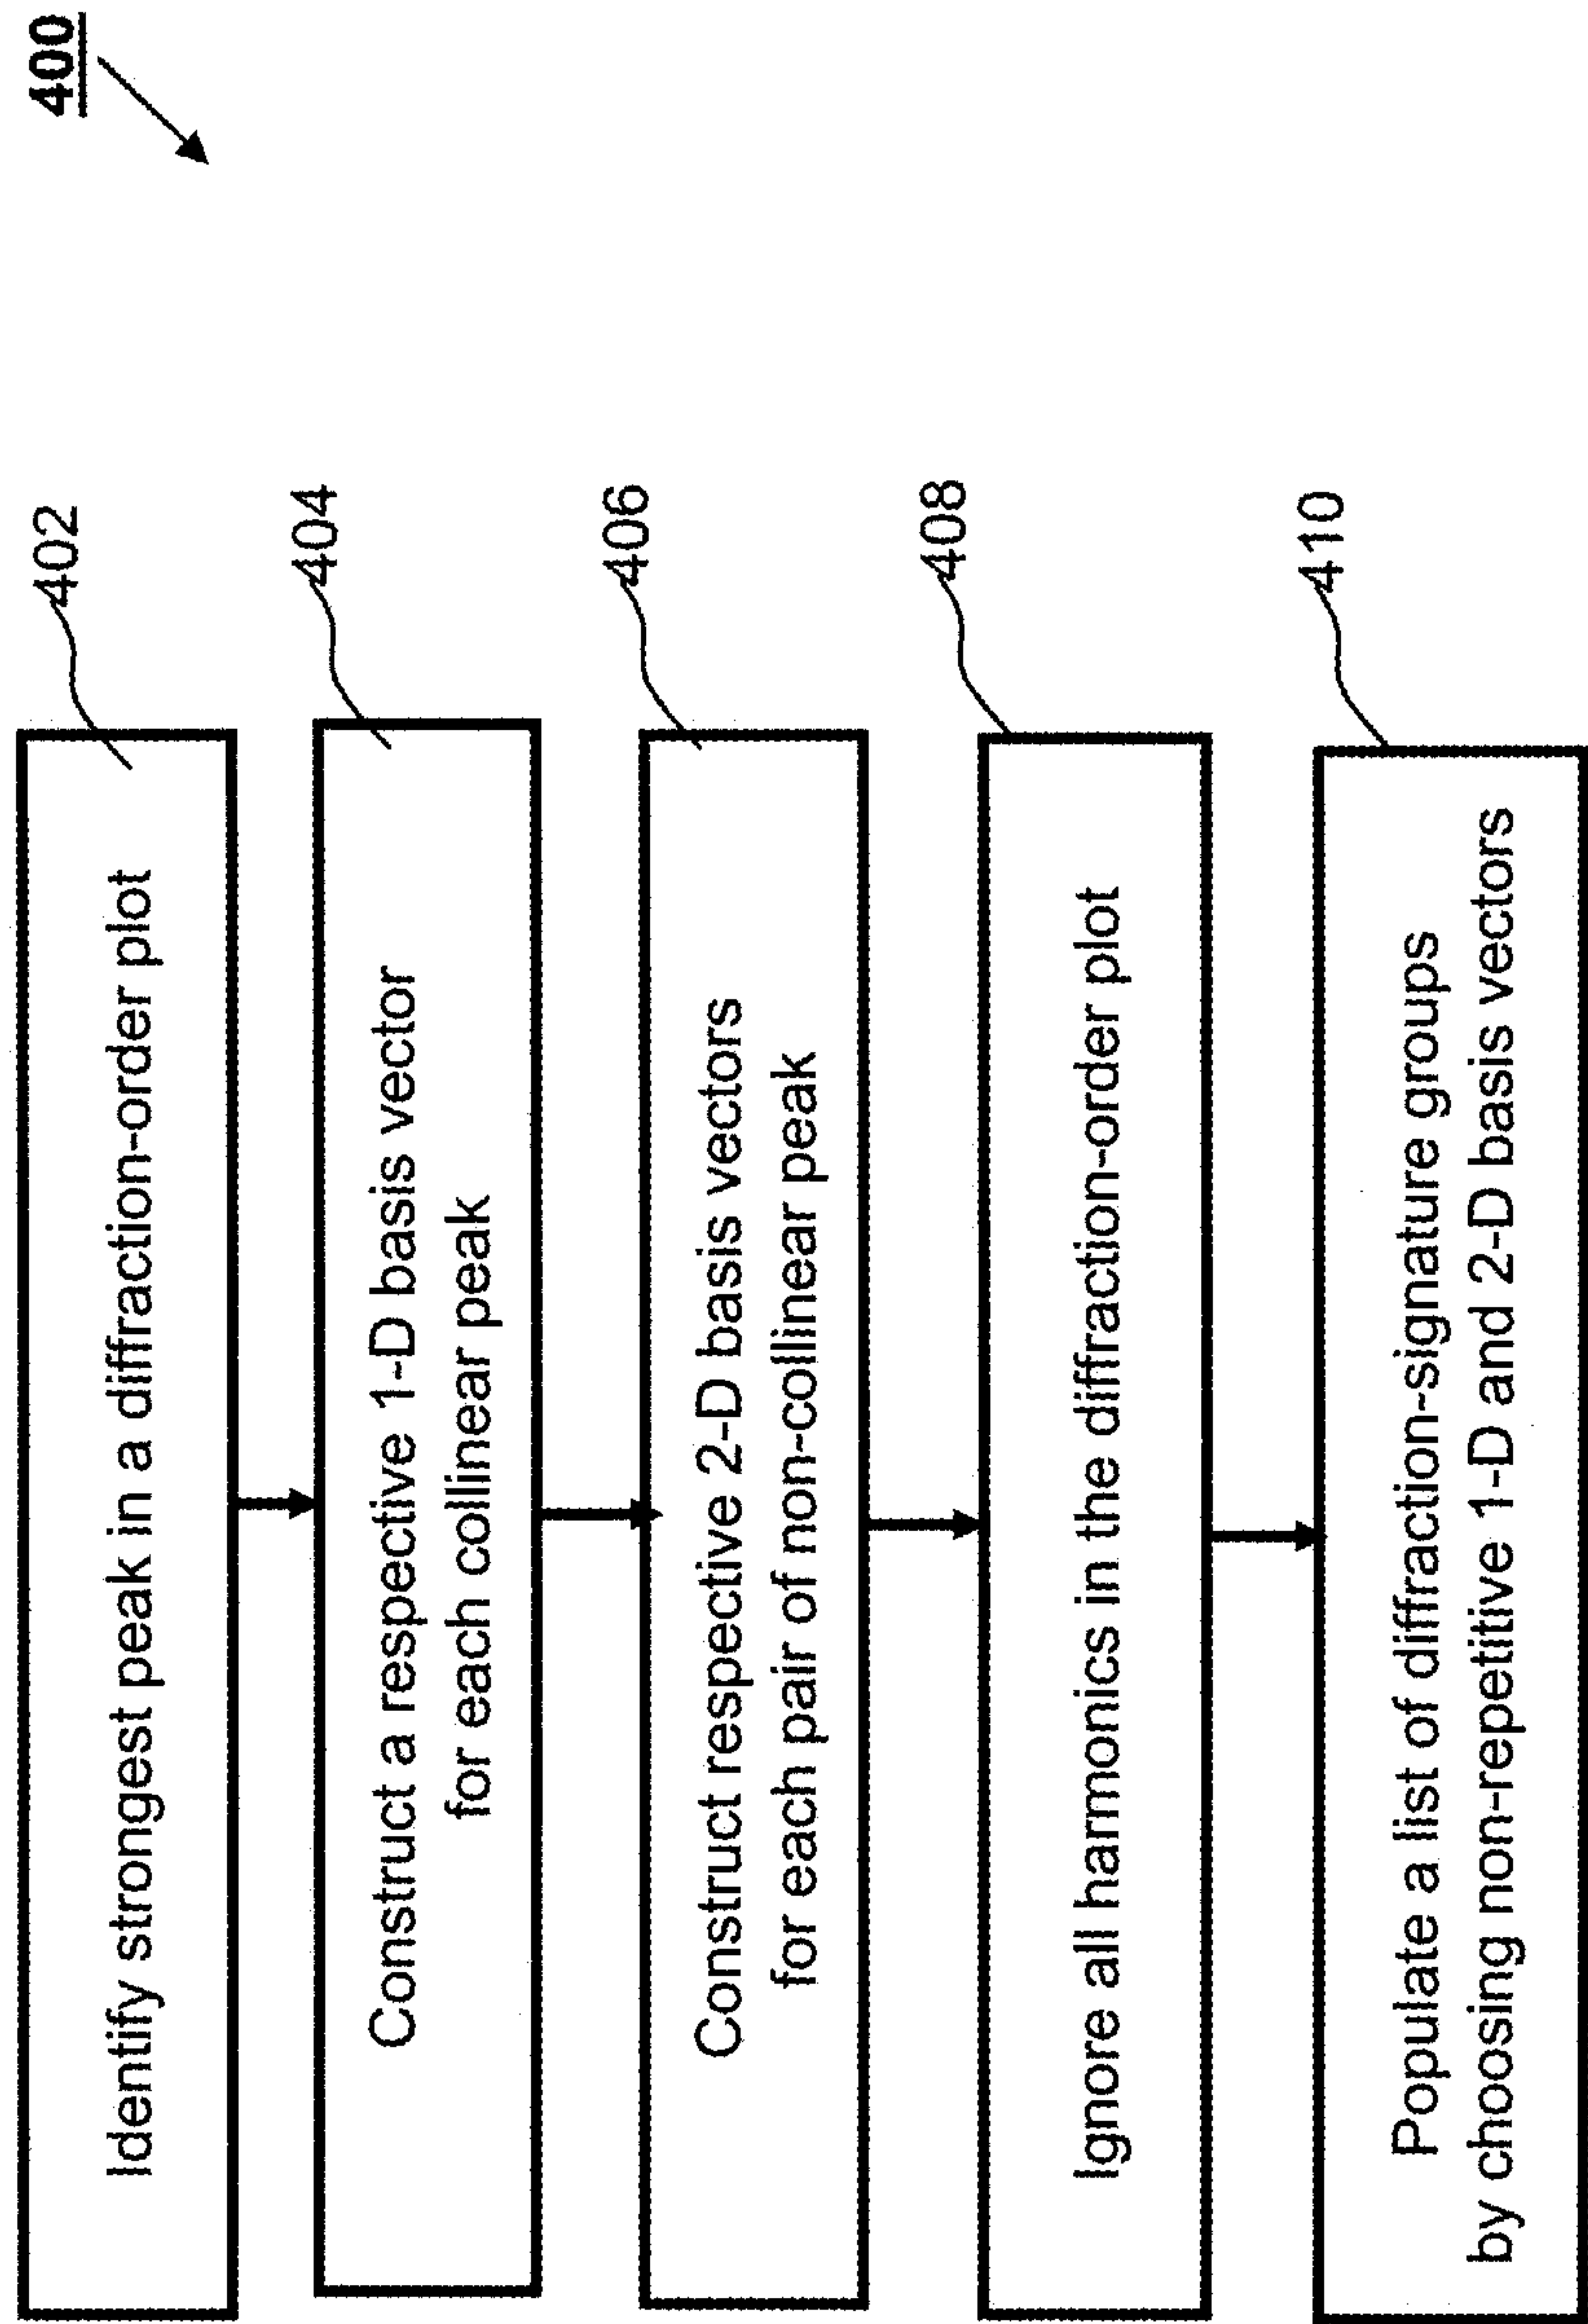 400
402
Identify strongest peak in a diffraction-order plot
404
Construct a respective 1-D basis vector
for each collinear peak
406
Construct respective 2-D basis vectors
for each pair of non-collinear peak
408
Ignore all harmonics in the diffraction-order plot
410
Populate a list of diffraction-signature groups
by choosing non-repetitive 1-D and 2-D basis vectors